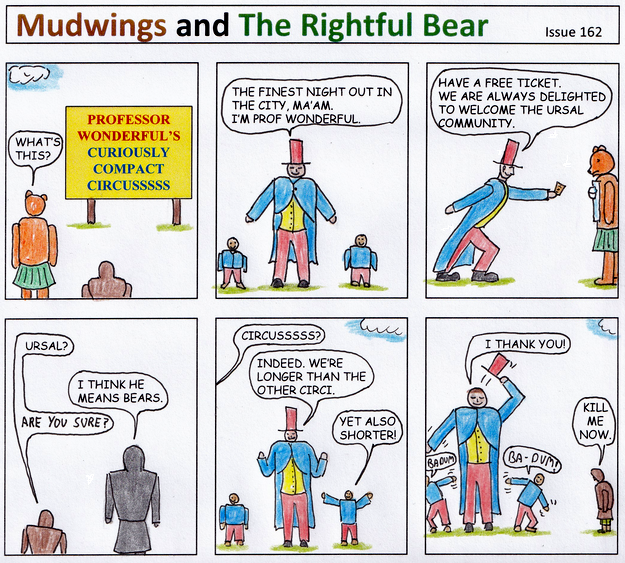 Mudwings and The Rightful Bear
Issue 162
WHAT'S
THIS?
PROFESSOR
WONDERFUL'S
CURIOUSLY
COMPACT
CIRCUSSSSS
THE FINEST NIGHT OUT IN
THE CITY, MA'AM.
I'M PROF WONDERFUL.
HAVE A FREE TICKET.
WE ARE ALWAYS DELIGHTED
TO WELCOME THE URSAL
COMMUNITY.
URSAL?
I THINK HE
MEANS BEARS.
ARE YOU SURE?
CIRCUSSSSS?
INDEED. WE'RE
LONGER THAN THE
OTHER CIRCI.
YET ALSO
SHORTER!
I THANK YOU!
BADUM
BA-DUM!
KILL
ME
NOW.